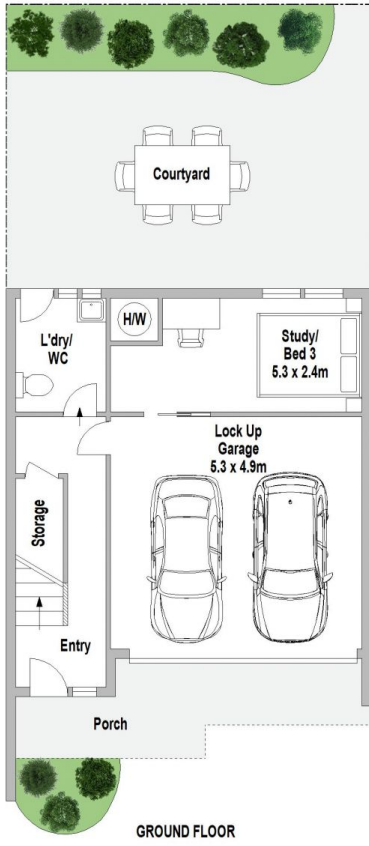 Courtyard
H/W
L'dry/
WC
Study/
Bed 3
5.3 x 2.4m
Lock Up
Garage
5.3 x 4.9m
Storage
Entry
Porch
GROUND FLOOR